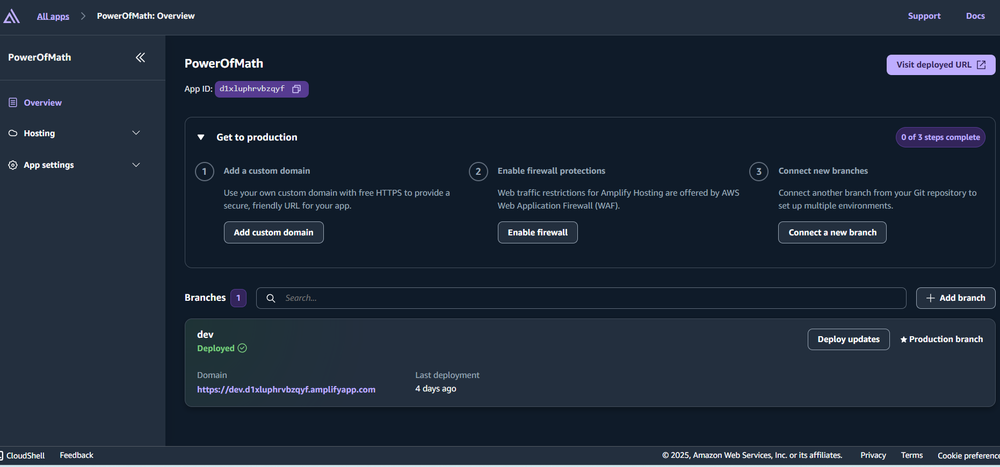 All apps
PowerOfMath: Overview
Support
Docs
PowerOfMath
Overview
Hosting
App settings
PowerOfMath
Visit deployed URL
App ID: d1xluphrvbzqyf
Get to production
0 of 3 steps complete
1
Add a custom domain
Use your own custom domain with free HTTPS to provide a
secure, friendly URL for your app.
Add custom domain
2
Enable firewall protections
Web traffic restrictions for Amplify Hosting are offered by AWS
Web Application Firewall (WAF).
Enable firewall
3
Connect new branches
Connect another branch from your Git repository to
set up multiple environments.
Connect a new branch
Branches 1
Search...
Add branch
dev
Deployed
Deploy updates
Production branch
Domain
https://dev.d1xluphrvbzqyf.amplifyapp.com
Last deployment
4 days ago
CloudShell
Feedback
© 2025, Amazon Web Services, Inc. or its affiliates.
Privacy
Terms
Cookie preference